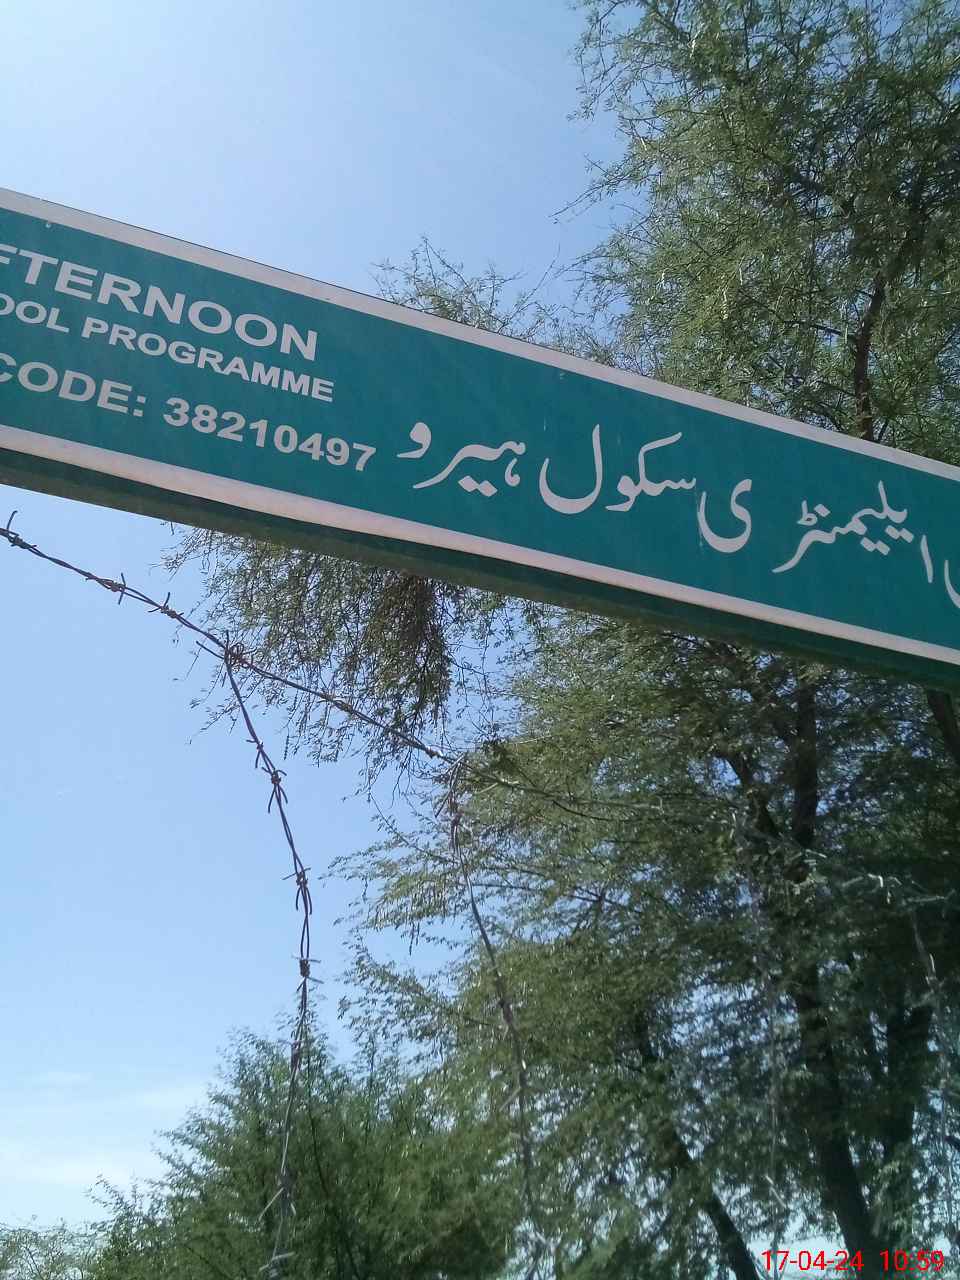 FTERNOON
OOL PROGRAMME
CODE: 38210497
ایلیمنٹری سکول ہیرو
17-04-24 10:59